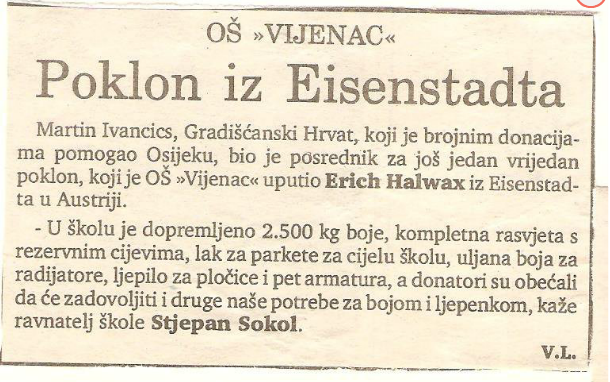 OŠ »VIJENAC«
Poklon iz Eisenstadta
Martin Ivancics, Gradišćanski Hrvat, koji je brojnim donacija-
ma pomogao Osijeku, bio je posrednik za još jedan vrijedan
poklon, koji je OŠ »Vijenac« uputio Erich Halwax iz Eisenstad-
ta u Austriji.
- U školu je dopremljeno 2.500 kg boje, kompletna rasvjeta s
rezervnim cijevima, lak za parkete za cijelu školu, uljana boja za
radijatore, ljepilo za pločice i pet armatura, a donatori su obećali
da će zadovoljiti i druge naše potrebe za bojom i ljepenkom, kaže
ravnatelj škole Stjepan Sokol.
V.L.